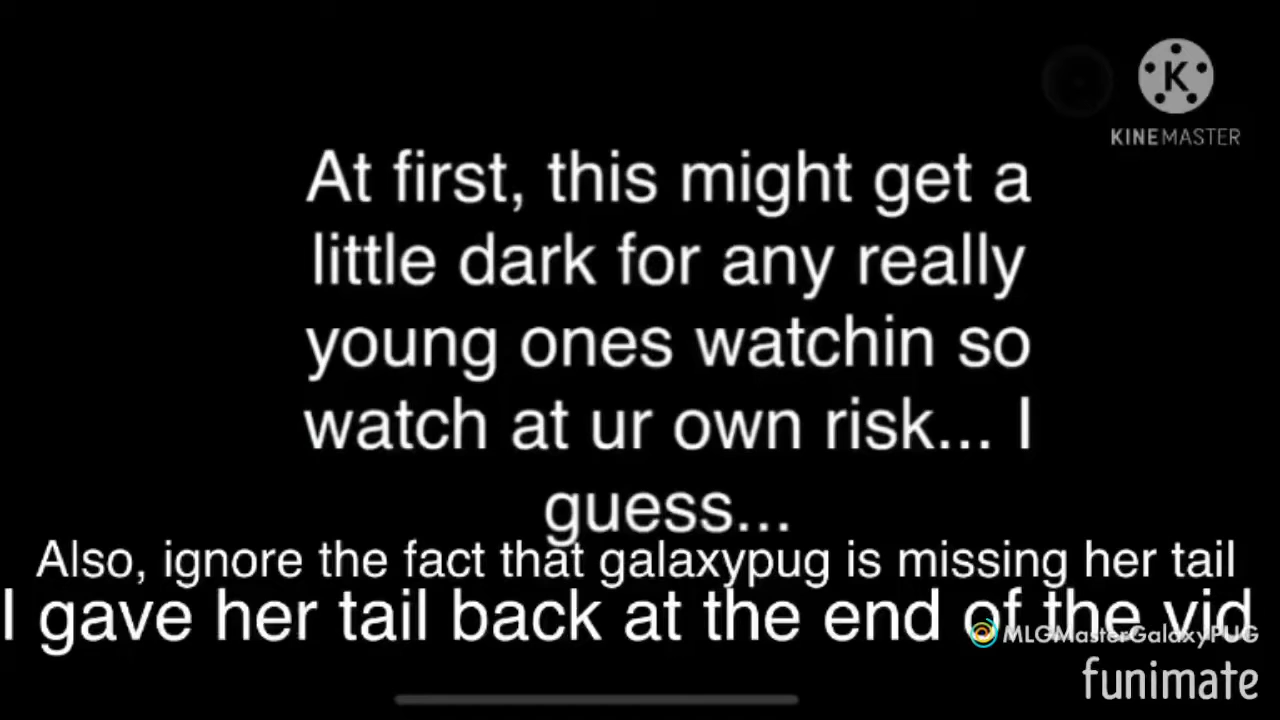 K
KINEMASTER
At first, this might get a
little dark for any really
young ones watchin so
watch at ur own risk... I
guess...
Also, ignore the fact that galaxypug is missing her tail
I gave her tail back at the end of the vid
MLGMasterGalaxyPUG
funimate